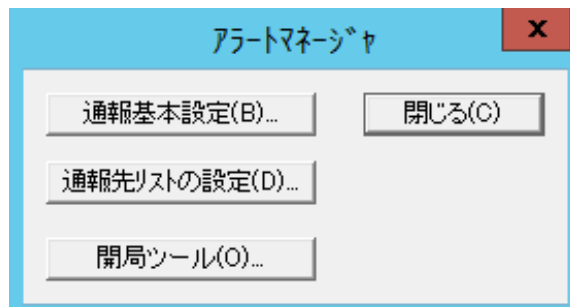 アラートマネージャ
x
通報基本設定(B)...
閉じる(C)
通報先リストの設定(D)...
開局ツール(O)...